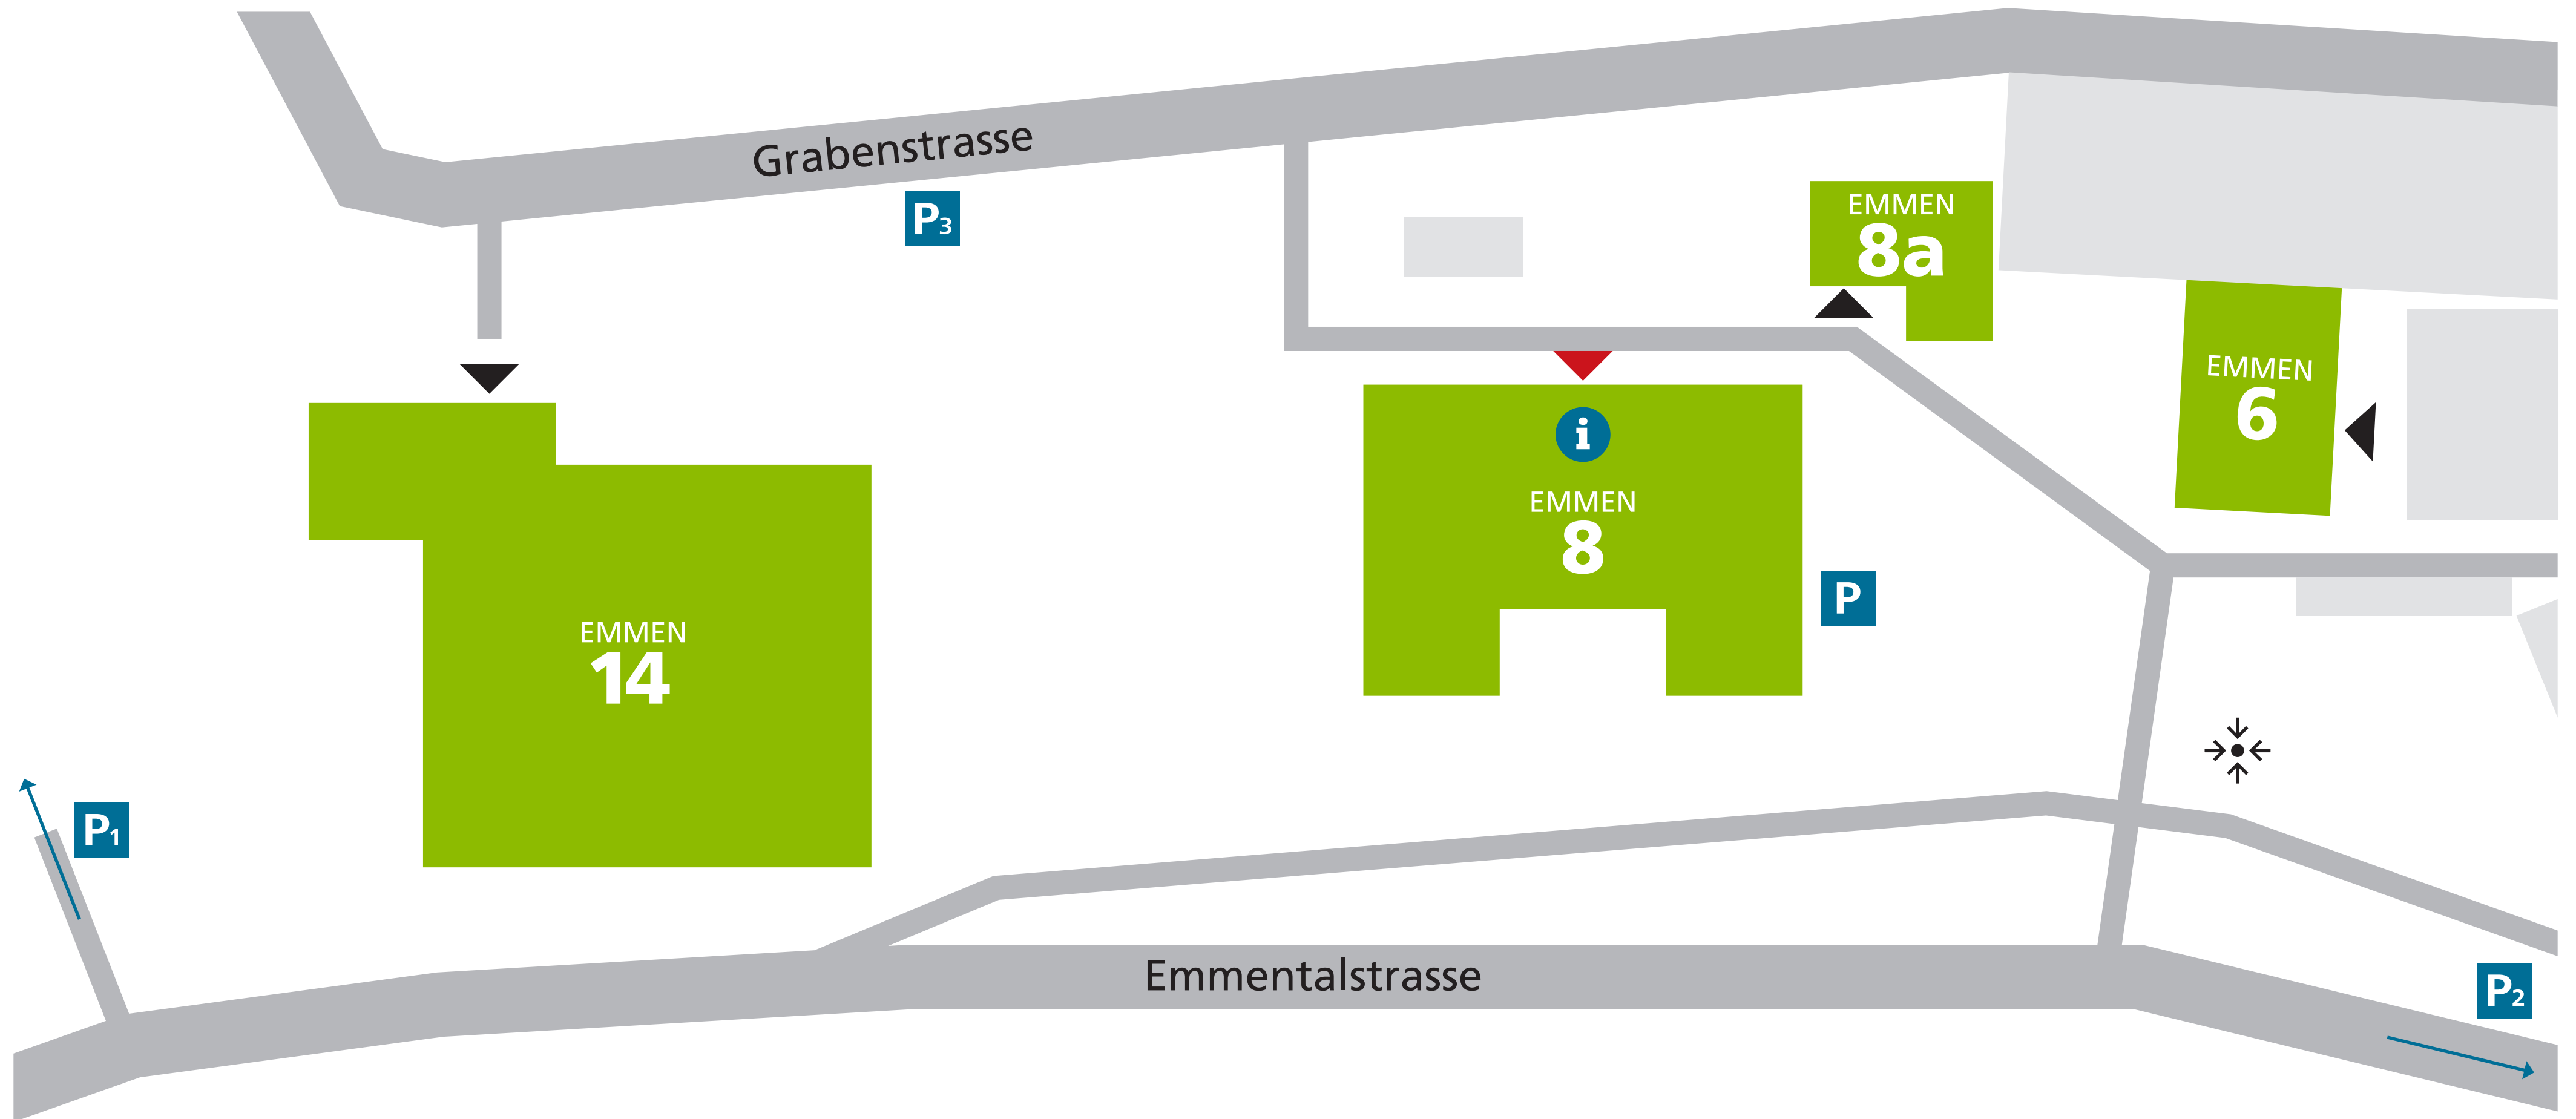 Grabenstrasse
P3
EMMEN
8a
EMMEN
6
i
EMMEN
8
P
EMMEN
14
P1
Emmentalstrasse
P2